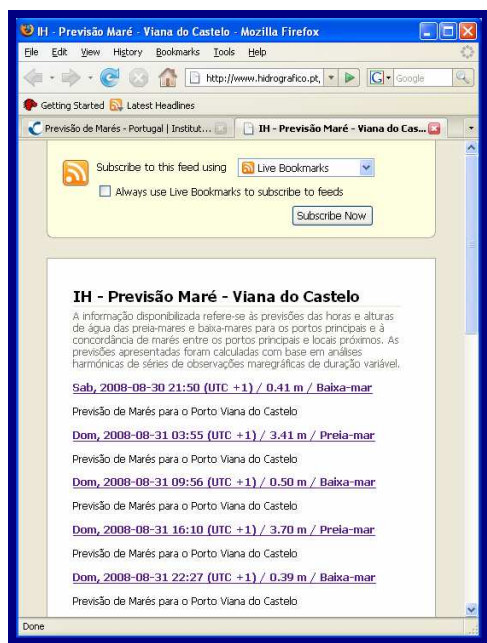 IH - Previsão Maré - Viana do Castelo - Mozilla Firefox
File Edit View History Bookmarks Tools Help
http://www.hidrografico.pt, G Google
Getting Started Latest Headlines
Previsão de Marés - Portugal | Institut... IH - Previsão Maré - Viana do Cas...
Subscribe to this feed using Live Bookmarks
Always use Live Bookmarks to subscribe to feeds
Subscribe Now
IH - Previsão Maré - Viana do Castelo
A informação disponibilizada refere-se às previsões das horas e alturas
de água das preia-mares e baixa-mares para os portos principais e à
concordância de marés entre os portos principais e locais próximos. As
previsões apresentadas foram calculadas com base em análises
harmónicas de séries de observações maregráficas de duração variável.
Sab, 2008-08-30 21:50 (UTC +1) / 0.41 m / Baixa-mar
Previsão de Marés para o Porto Viana do Castelo
Dom, 2008-08-31 03:55 (UTC +1) / 3.41 m / Preia-mar
Previsão de Marés para o Porto Viana do Castelo
Dom, 2008-08-31 09:56 (UTC +1) / 0.50 m / Baixa-mar
Previsão de Marés para o Porto Viana do Castelo
Dom, 2008-08-31 16:10 (UTC +1) / 3.70 m / Preia-mar
Previsão de Marés para o Porto Viana do Castelo
Dom, 2008-08-31 22:27 (UTC +1) / 0.39 m / Baixa-mar
Previsão de Marés para o Porto Viana do Castelo
Done